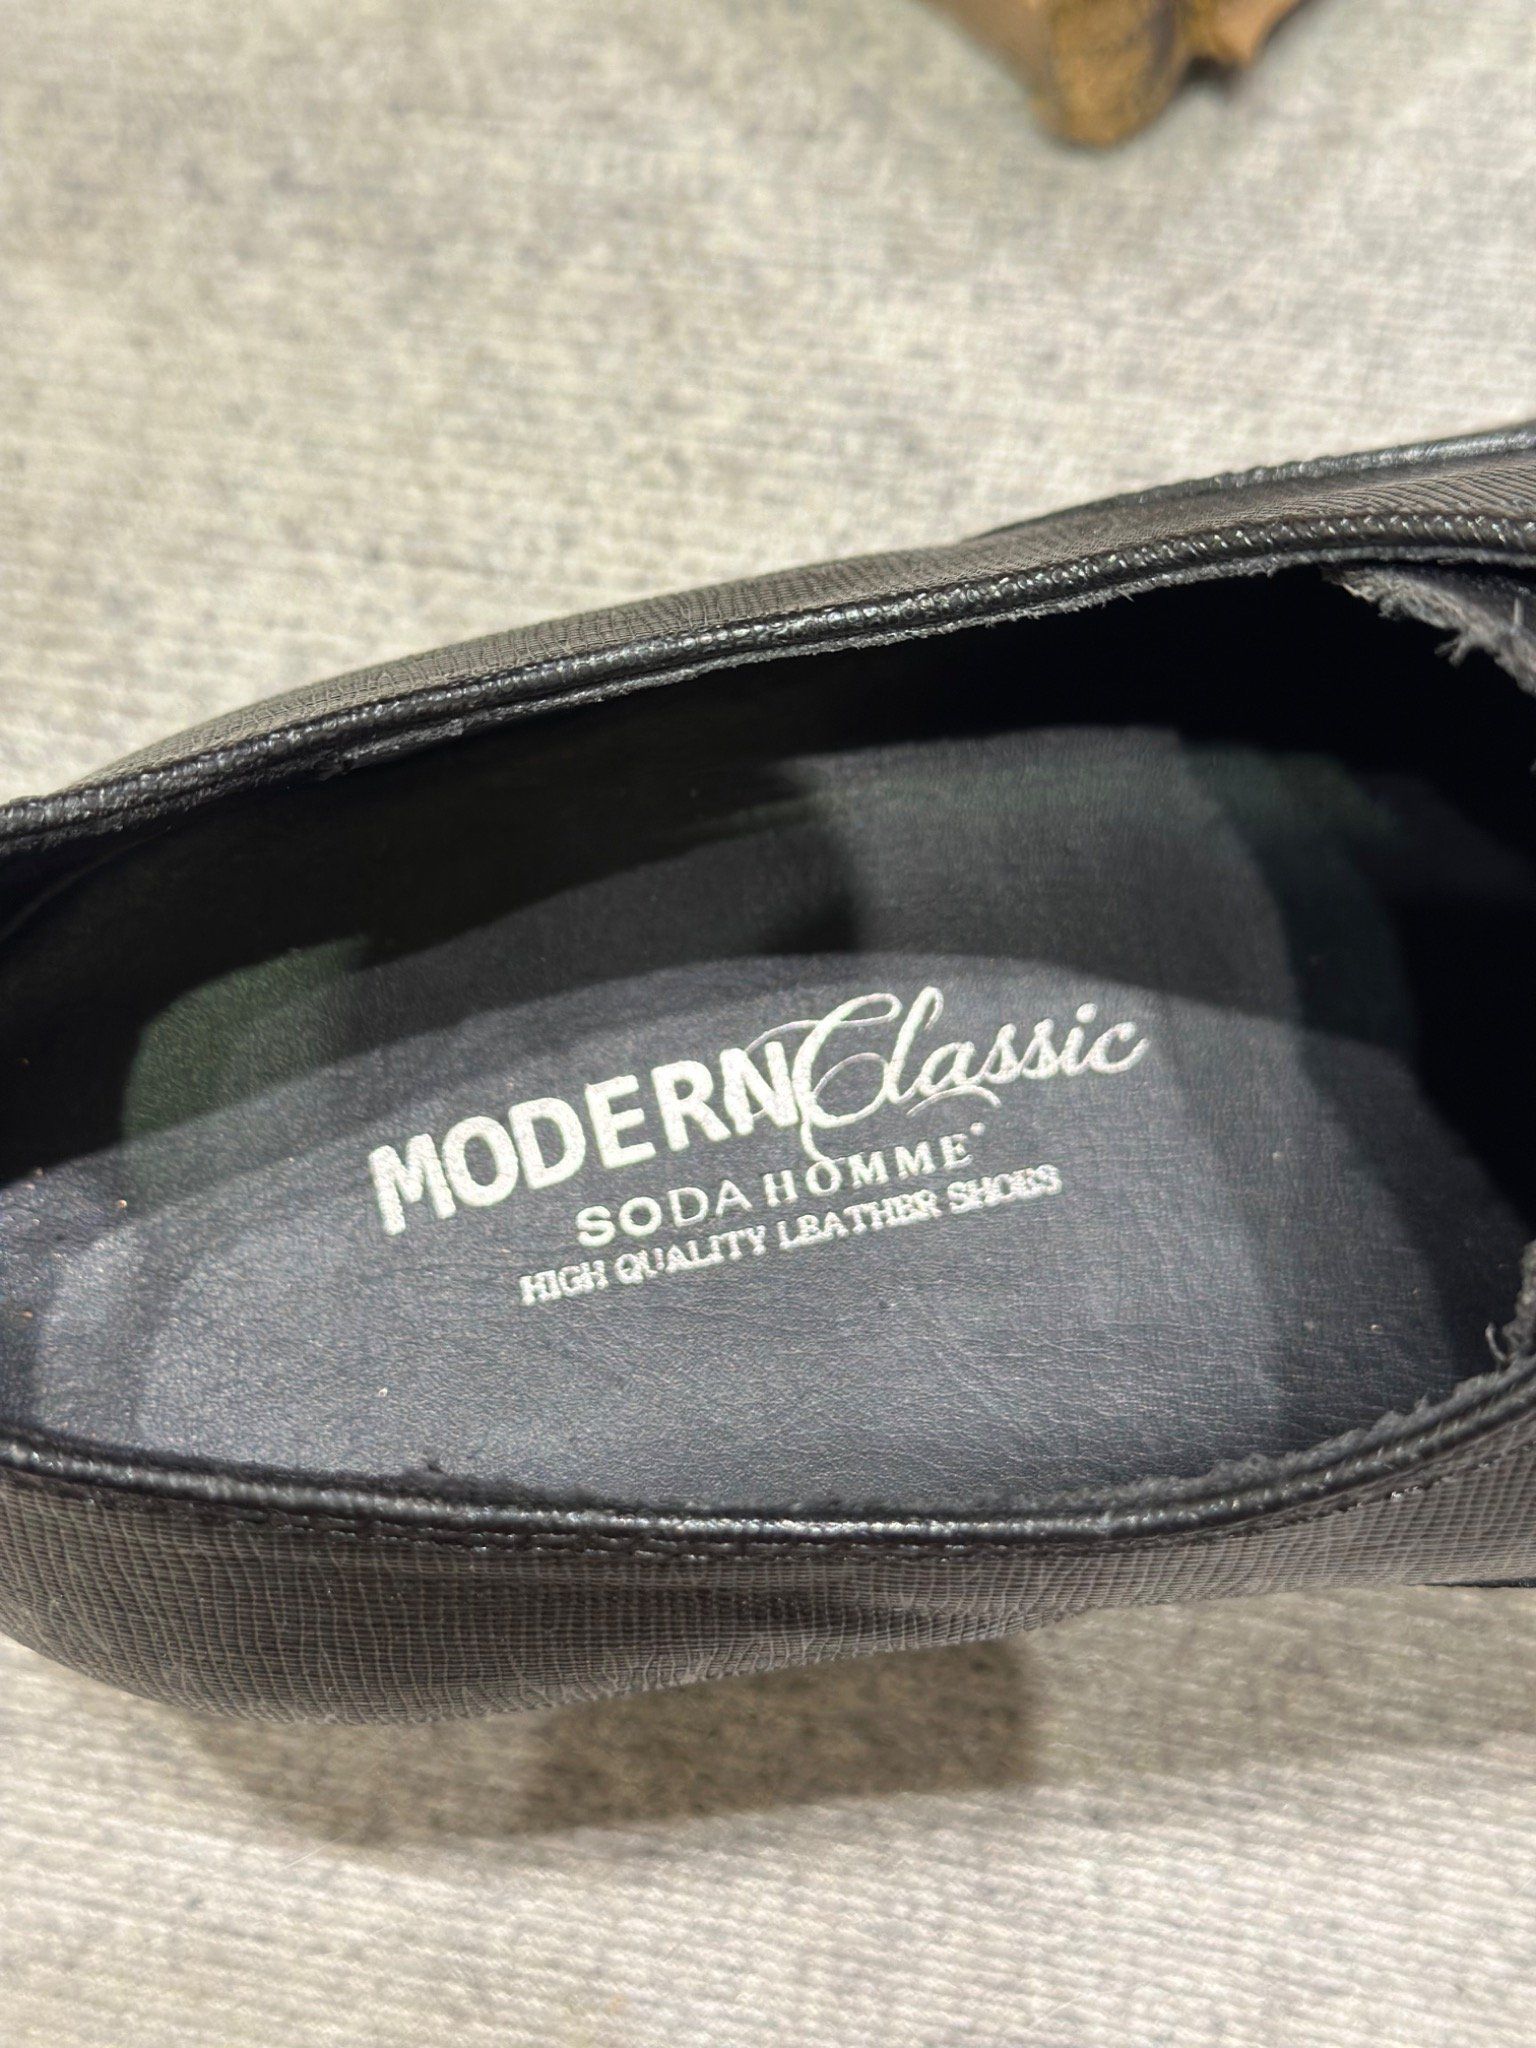 MODERN Classic
SODA HOMME
HIGH QUALITY LEATHER SHOES